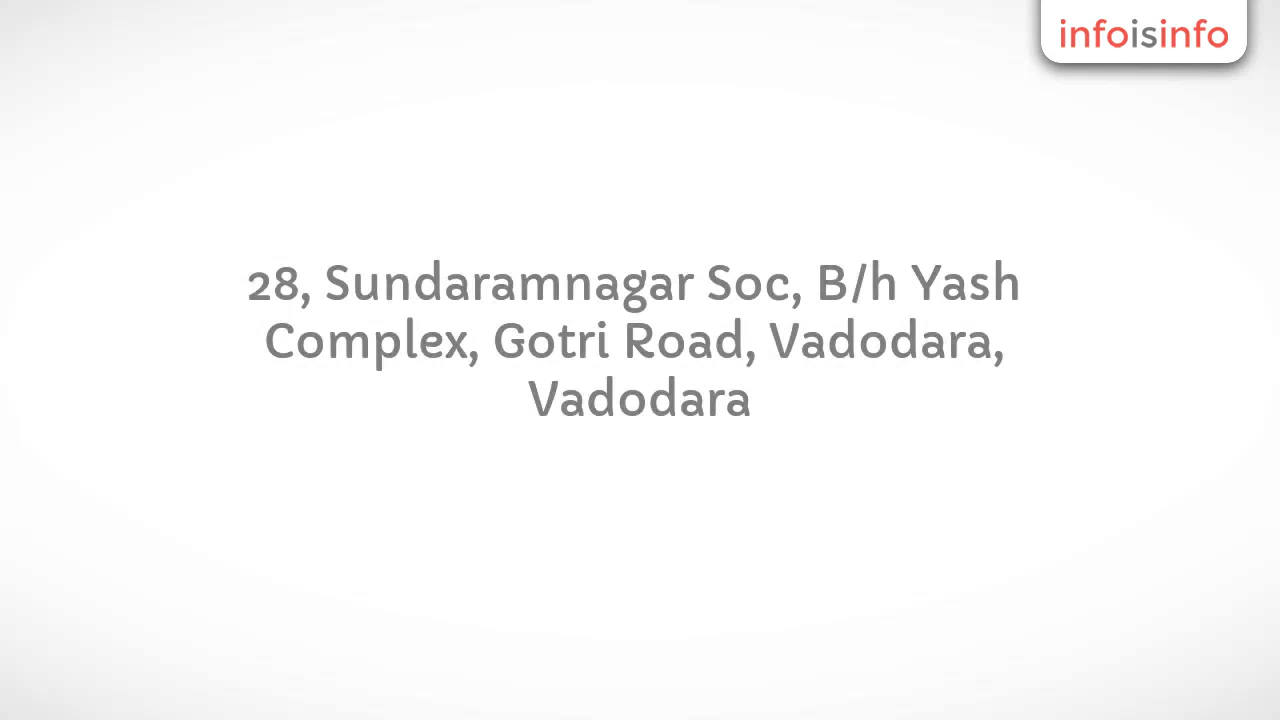 infoisinfo
28, Sundaramnagar Soc, B/h Yash
Complex, Gotri Road, Vadodara,
Vadodara